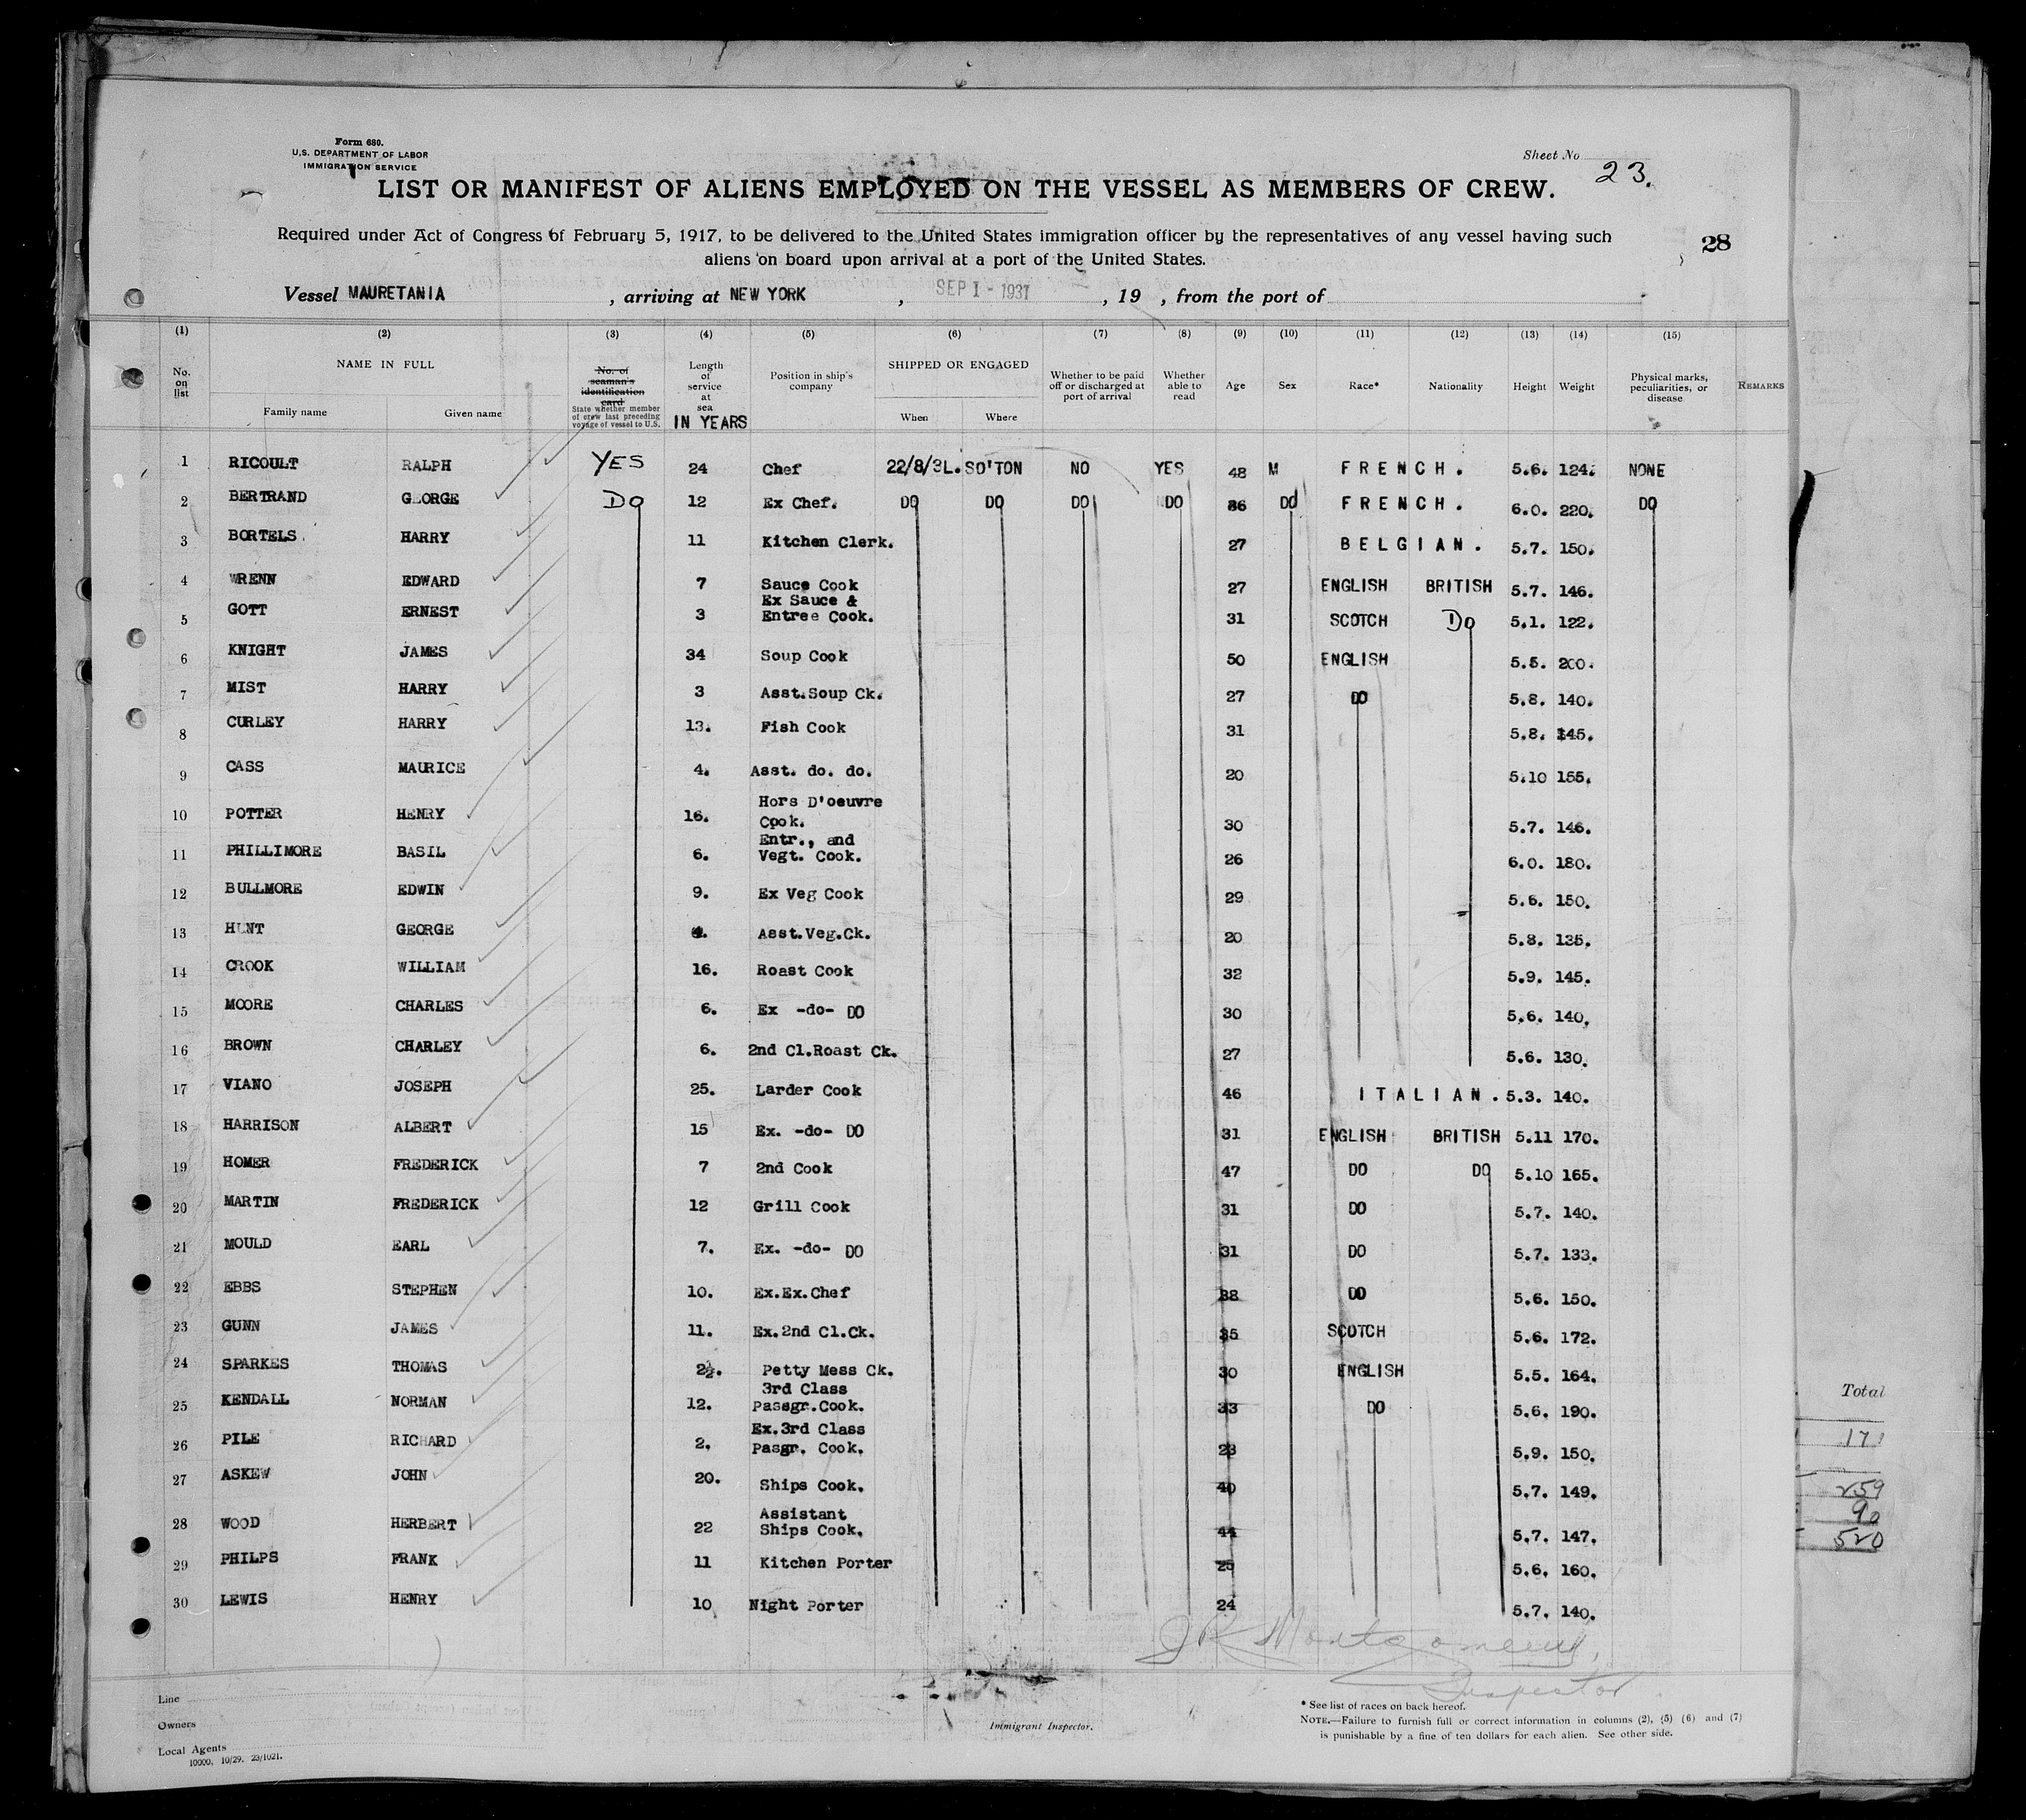 Form 680.
U.S. DEPARTMENT OF LABOR
IMMIGRATION SERVICE
Sheet No 23.
LIST OR MANIFEST OF ALIENS EMPLOYED ON THE VESSEL AS MEMBERS OF CREW.
Required under Act of Congress of February 5, 1917, to be delivered to the United States immigration officer by the representatives of any vessel having such
aliens on board upon arrival at a port of the United States.
28
Vessel MAURETANIA , arriving at NEW YORK , SEP 1 - 1931 , 19 , from the port of
(1) (2) (3) (4) (5) (6) (7) (8) (9) (10) (11) (12) (13) (14) (15)
No. on list NAME IN FULL Family name Given name No. of seaman's identification card State whether member of crew last preceding voyage of vessel to U.S. Length of service at sea IN YEARS Position in ship's company SHIPPED OR ENGAGED When Where Whether to be paid off or discharged at port of arrival Whether able to read Age Sex Race* Nationality Height Weight Physical marks, peculiarities, or disease REMARKS
1 RICOULT RALPH YES 24 Chef 22/8/3L. SO'TON NO YES 48 M FRENCH. 5.6. 124. NONE
2 BERTRAND GEORGE DO 12 Ex Chef. DO DO DO DO 36 DO FRENCH. 6.0. 220. DO
3 BORTELS. HARRY 11 Kitchen Clerk. 27 BELGIAN. 5.7. 150.
4 WRENN EDWARD 7 Sauce Cook 27 ENGLISH BRITISH 5.7. 146.
5 GOTT ERNEST 3 Ex Sauce & Entree Cook. 31 SCOTCH Do 5.1. 122.
6 KNIGHT JAMES 34 Soup Cook 50 ENGLISH 5.5. 200.
7 MIST HARRY 3 Asst.Soup Ck. 27 DO 5.8. 140.
8 CURLEY HARRY 13. Fish Cook 31 5.8. 145.
9 CASS MAURICE 4. Asst. do. do. 20 5.10 155.
10 POTTER HENRY 16. Hors D'oeuvre Cook. 30 5.7. 146.
11 PHILLIMORE BASIL 6. Entr., and Vegt. Cook. 26 6.0. 180.
12 BULLMORE EDWIN 9. Ex Veg Cook 29 5.6. 150.
13 HUNT GEORGE 4. Asst.Veg.Ck. 20 5.8. 135.
14 CROOK WILLIAM 16. Roast Cook 32 5.9. 145.
15 MOORE CHARLES 6. Ex -do- DO 30 5.6. 140.
16 BROWN CHARLEY 6. 2nd Cl.Roast Ck. 27 5.6. 130.
17 VIANO JOSEPH 25. Larder Cook 46 ITALIAN. 5.3. 140.
18 HARRISON ALBERT 15 Ex. -do- DO 31 ENGLISH BRITISH 5.11 170.
19 HOMER FREDERICK 7 2nd Cook 47 DO DO 5.10 165.
20 MARTIN FREDERICK 12 Grill Cook 31 DO 5.7. 140.
21 MOULD EARL 7. Ex. -do- DO 31 DO 5.7. 133.
22 EBBS STEPHEN 10. Ex.Ex.Chef 38 DO 5.6. 150.
23 GUNN JAMES 11. Ex.2nd Cl.Ck. 35 SCOTCH 5.6. 172.
24 SPARKES THOMAS 2½. Petty Mess Ck. 30 ENGLISH 5.5. 164.
25 KENDALL NORMAN 12. 3rd Class Passgr.Cook. 33 DO 5.6. 190.
26 PILE RICHARD 2. Ex.3rd Class Pasgr. Cook. 23 5.9. 150.
27 ASKEW JOHN 20. Ships Cook. 40 5.7. 149.
28 WOOD HERBERT 22 Assistant Ships Cook. 44 5.7. 147.
29 PHILPS FRANK 11 Kitchen Porter 25 5.6. 160.
30 LEWIS HENRY 10 Night Porter 24 5.7. 140.
J R Montgomery,
Inspector
Line
Owners
Local Agents
10000, 10/29. 23/1021.
Immigrant Inspector.
* See list of races on back hereof.
NOTE.—Failure to furnish full or correct information in columns (2), (5) (6) and (7)
is punishable by a fine of ten dollars for each alien. See other side.
Total
171
259
90
520